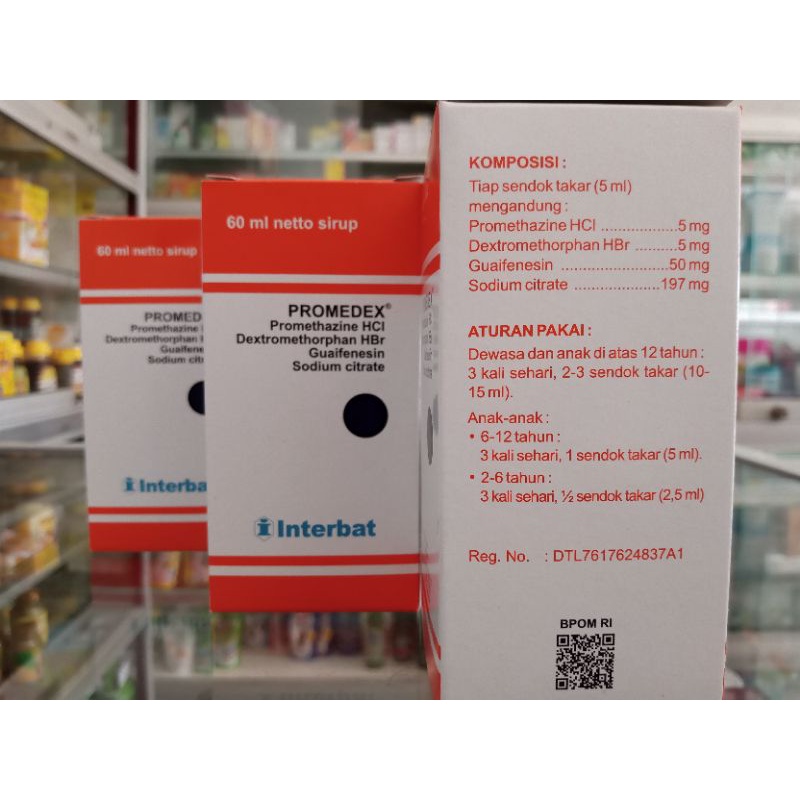 60 ml netto sirup
PROMED
Promethazine
Dextromethorphan
Guaifene
Sodium citr
Interbat
60 ml netto sirup
PROMEDEX®
Promethazine HCl
Dextromethorphan HBr
Guaifenesin
Sodium citrate
Interbat
KOMPOSISI :
Tiap sendok takar (5 ml)
mengandung :
Promethazine HCl .................. 5 mg
Dextromethorphan HBr .......... 5 mg
Guaifenesin ......................... 50 mg
Sodium citrate .................... 197 mg
ATURAN PAKAI :
Dewasa dan anak di atas 12 tahun :
3 kali sehari, 2-3 sendok takar (10-
15 ml).
Anak-anak :
• 6-12 tahun :
3 kali sehari, 1 sendok takar (5 ml).
• 2-6 tahun :
3 kali sehari, ½ sendok takar (2,5 ml)
Reg. No. : DTL7617624837A1
BPOM RI